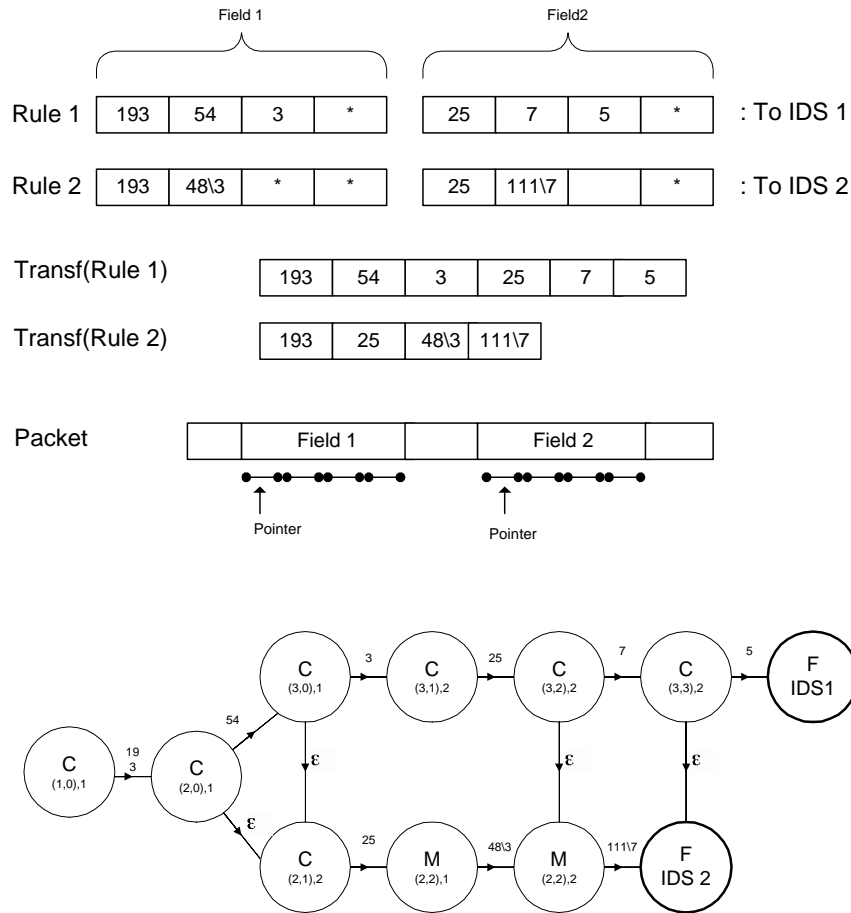 Field 1 Field2
Rule 1 193 54 3 * 25 7 5 * : To IDS 1
Rule 2 193 48\3 * * 25 111\7 * : To IDS 2
Transf(Rule 1) 193 54 3 25 7 5
Transf(Rule 2) 193 25 48\3 111\7
Packet Field 1 Field 2
Pointer Pointer
C
(1,0),1
19
3
C
(2,0),1
54
ε
C
(3,0),1
3
C
(3,1),2
25
C
(3,2),2
7
C
(3,3),2
5
F
IDS1
ε
ε
ε
C
(2,1),2
25
M
(2,2),1
48\3
M
(2,2),2
111\7
F
IDS 2